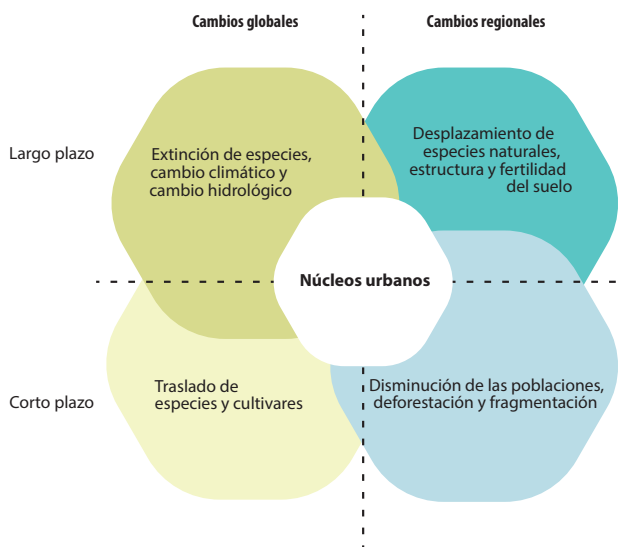 Cambios globales
Cambios regionales
Largo plazo
Extinción de especies,
cambio climático y
cambio hidrológico
Desplazamiento de
especies naturales,
estructura y fertilidad
del suelo
Núcleos urbanos
Corto plazo
Traslado de
especies y cultivares
Disminución de las poblaciones,
deforestación y fragmentación